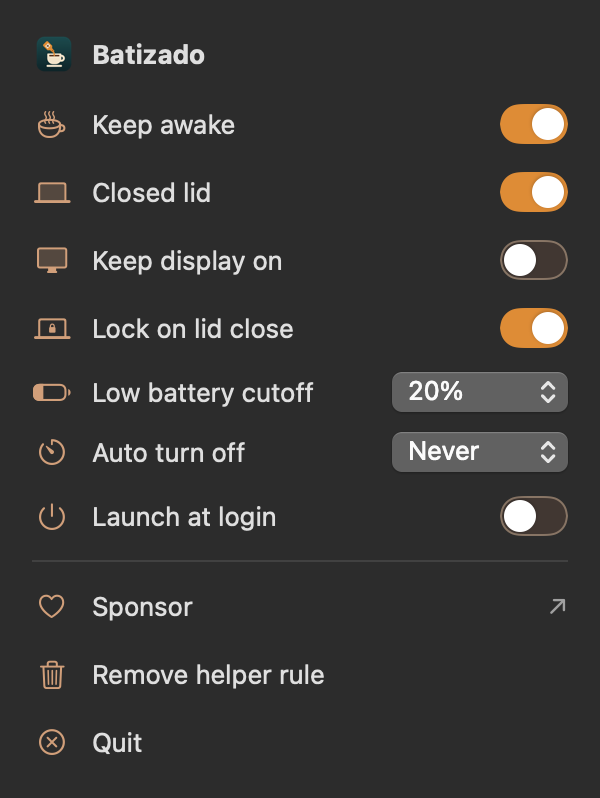 Batizado
Keep awake
Closed lid
Keep display on
Lock on lid close
Low battery cutoff 20%
Auto turn off Never
Launch at login
Sponsor
Remove helper rule
Quit